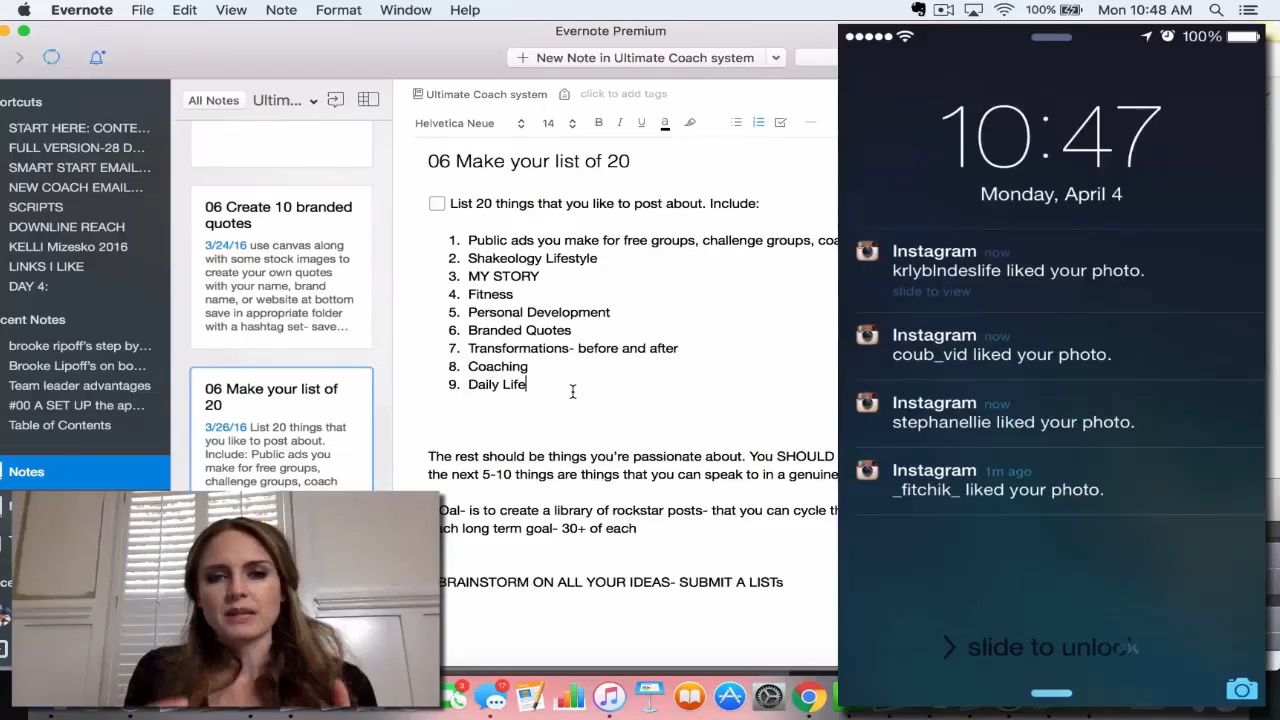 Evernote File Edit View Note Format Window Help 100% Mon 10:48 AM
Evernote Premium
New Note in Ultimate Coach system
ortcuts
START HERE: CONTE...
FULL VERSION-28 D...
SMART START EMAIL...
NEW COACH EMAIL...
SCRIPTS
DOWNLINE REACH
KELLI Mizesko 2016
LINKS I LIKE
DAY 4:
cent Notes
brooke ripoff's step by...
Brooke Lipoff's on bo...
Team leader advantages
#00 A SET UP the ap...
Table of Contents
Notes
All Notes Ultim...
06 Create 10 branded
quotes
3/24/16 use canvas along
with some stock images to
create your own quotes
with your name, brand
name, or website at bottom
save in appropriate folder
with a hashtag set- save...
06 Make your list of
20
3/26/16 List 20 things that
you like to post about.
Include: Public ads you
make for free groups,
challenge groups, coach
Ultimate Coach system click to add tags
Helvetica Neue 14 B I U a
06 Make your list of 20
List 20 things that you like to post about. Include:
1. Public ads you make for free groups, challenge groups, coa
2. Shakeology Lifestyle
3. MY STORY
4. Fitness
5. Personal Development
6. Branded Quotes
7. Transformations- before and after
8. Coaching
9. Daily Life
The rest should be things you're passionate about. You SHOULD
the next 5-10 things are things that you can speak to in a genuine
Oal- is to create a library of rockstar posts- that you can cycle th
ach long term goal- 30+ of each
BRAINSTORM ON ALL YOUR IDEAS- SUBMIT A LISTs
3
17
100%
10:47
Monday, April 4
Instagram now
krlyblndeslife liked your photo.
slide to view
Instagram now
coub_vid liked your photo.
Instagram now
stephanellie liked your photo.
Instagram 1m ago
_fitchik_ liked your photo.
slide to unlock